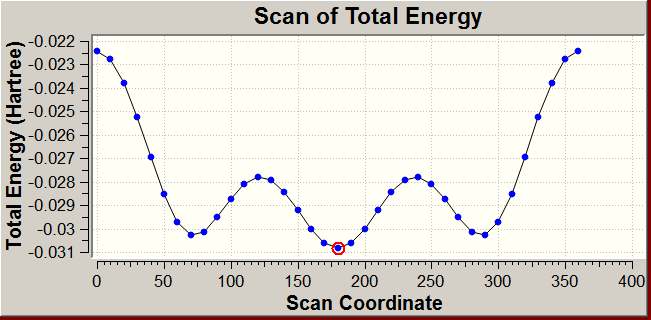 Scan of Total Energy
Total Energy (Hartree)
-0.022
-0.023
-0.024
-0.025
-0.026
-0.027
-0.028
-0.029
-0.03
-0.031
0 50 100 150 200 250 300 350 400
Scan Coordinate